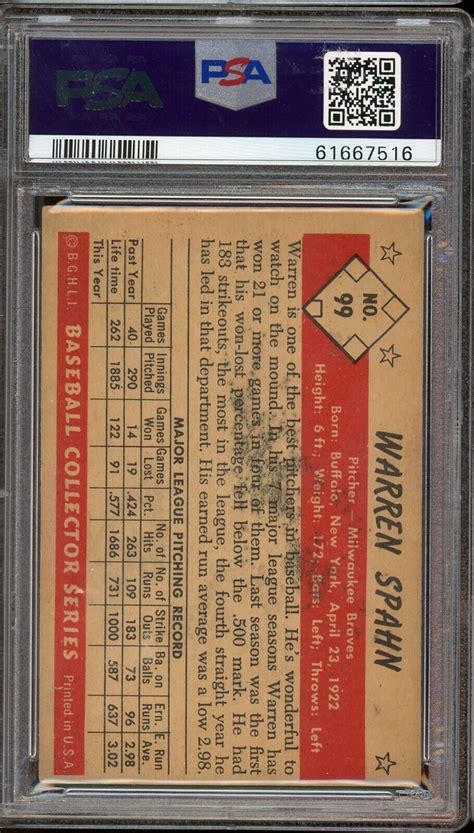 PSA
PSA
61667516
NO.
99
WARREN SPAHN
Pitcher — Milwaukee Braves
Born: Buffalo, New York, April 23, 1922
Height: 6 ft.; Weight: 172; Bats: Left; Throws: Left
Warren is one of the best pitchers in baseball. He's wonderful to
watch on the mound. In his 7 major league seasons Warren has
won 21 or more games in four of them. Last season was the first
that his won-lost percentage fell below the .500 mark. He had
183 strikeouts, the most in the league, the fourth straight year he
has led in that department. His earned run average was a low 2.98
MAJOR LEAGUE PITCHING RECORD
Games Innings Games Games No. of No. of Strike Ba. on Ern. E. Run
Played Pitched Won Lost Pct. Hits Runs Outs Balls Runs Ave.
Past Year 40 290 14 19 .424 263 109 183 73 96 2.98
Life time 262 1885 122 91 .577 1686 731 1000 587 637 3.02
This Year
© B.G.H.L.I. BASEBALL COLLECTOR SERIES Printed in U.S.A.